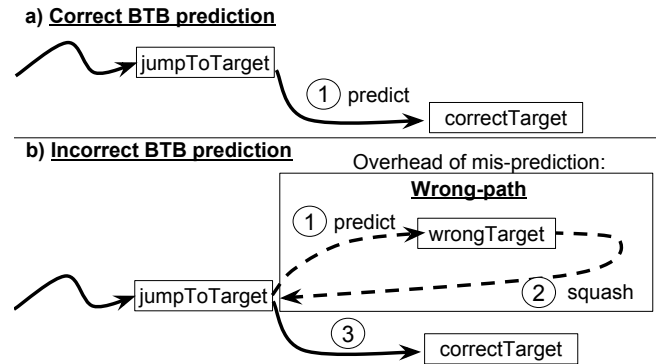 a) Correct BTB prediction
jumpToTarget
1 predict
correctTarget
b) Incorrect BTB prediction
Overhead of mis-prediction:
Wrong-path
1 predict
wrongTarget
jumpToTarget
2 squash
3
correctTarget